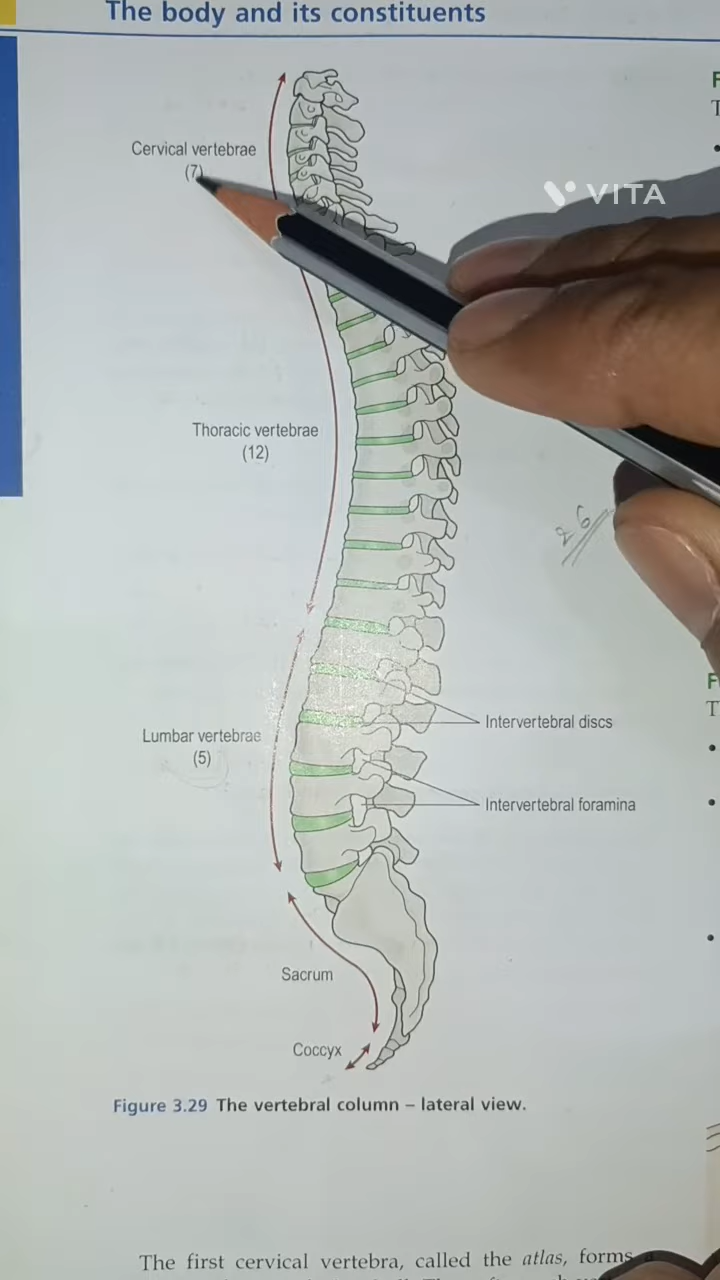 The body and its constituents
Cervical vertebrae
(7)
VITA
Thoracic vertebrae
(12)
26
Lumbar vertebrae
(5)
Intervertebral discs
Intervertebral foramina
Sacrum
Coccyx
Figure 3.29 The vertebral column – lateral view.
The first cervical vertebra, called the atlas, forms
F
T
F
T